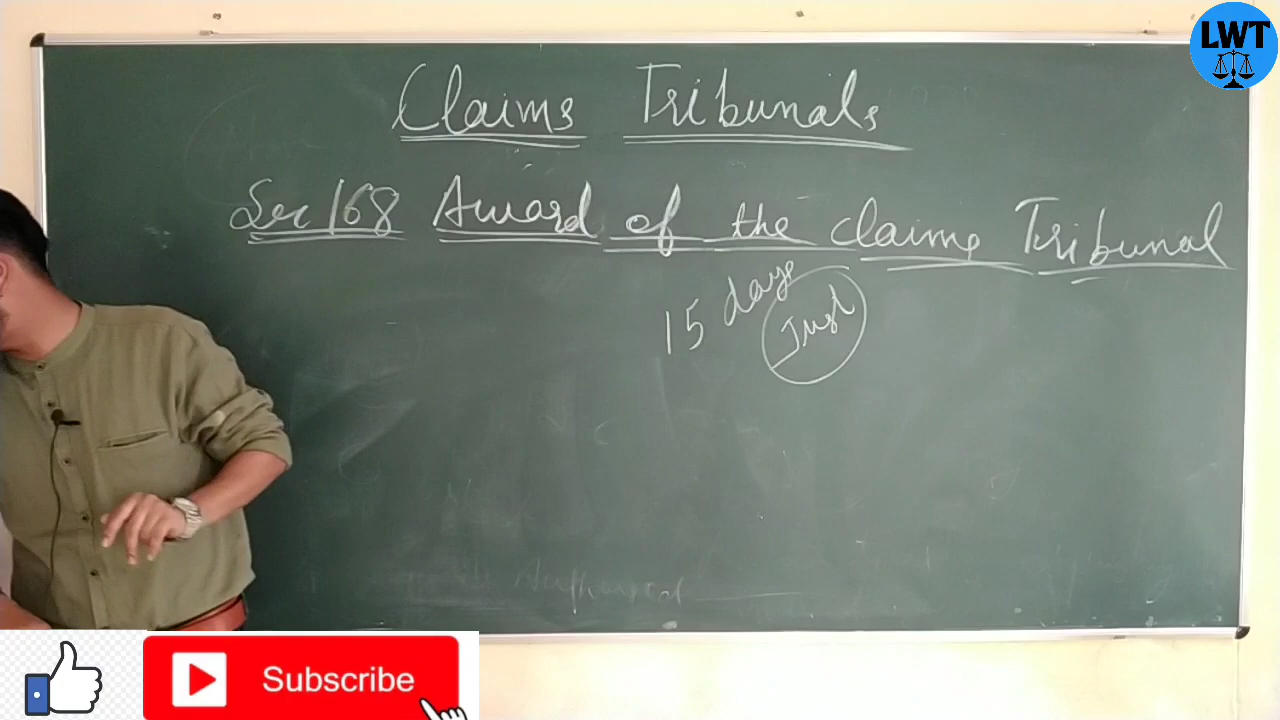 LWT
Claims Tribunals
Sec 168 Award of the claims Tribunal
15 days
Just
Subscribe